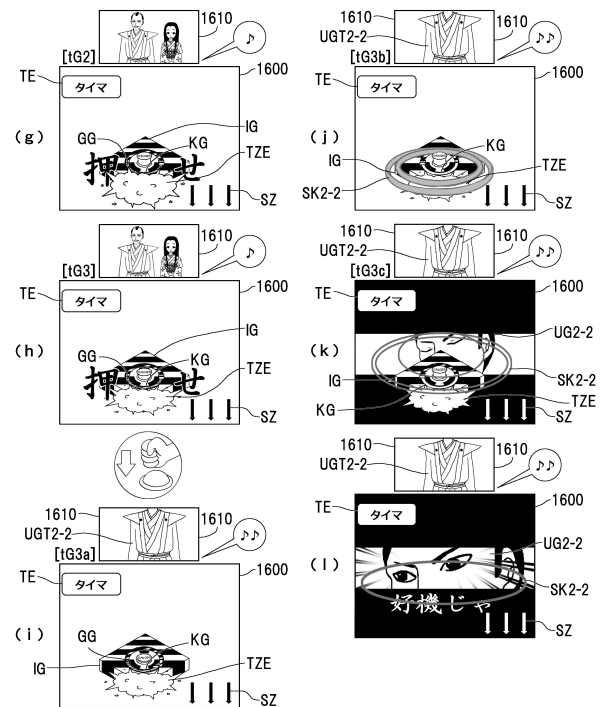 1610
[tG2]
♪
TE
1600
タイマ
(g)
GG
KG
IG
TZE
押せ
SZ
1610
[tG3]
♪
TE
1600
タイマ
(h)
GG
KG
IG
TZE
押せ
SZ
1610
1610
UGT2-2
[tG3a]
♪♪
TE
1600
タイマ
(i)
GG
KG
IG
TZE
SZ
1610
1610
UGT2-2
[tG3b]
♪♪
TE
1600
タイマ
(j)
KG
IG
TZE
SK2-2
SZ
1610
1610
UGT2-2
[tG3c]
♪♪
TE
1600
タイマ
(k)
UG2-2
IG
SK2-2
KG
TZE
SZ
1610
1610
UGT2-2
♪♪
TE
1600
タイマ
(l)
UG2-2
SK2-2
好機じゃ
SZ